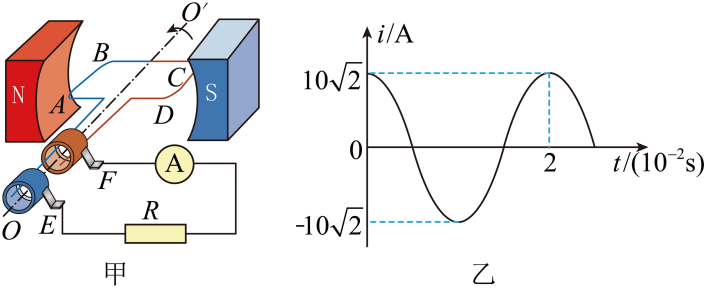 O′
B
N
A
C
S
D
F
A
O
E
R
甲
i/A
10√2
0
2
t/(10⁻²s)
-10√2
乙